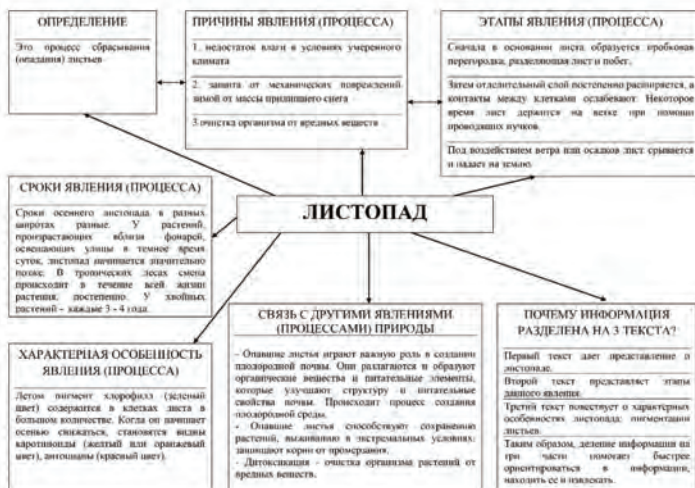 ОПРЕДЕЛЕНИЕ
Это процесс сбрасывания
(опадания) листьев
ПРИЧИНЫ ЯВЛЕНИЯ (ПРОЦЕССА)
1. недостаток влаги в условиях умеренного
климата
2. защита от механических повреждений
зимой от массы прилипшего снега
3.очистка организма от вредных веществ
ЭТАПЫ ЯВЛЕНИЯ (ПРОЦЕССА)
Сначала в основании листа образуется пробковая
перегородка, разделяющая лист и побег.
Затем отделительный слой постепенно расширяется, а
контакты между клетками ослабевают. Некоторое
время лист держится на ветке при помощи
проводящих пучков.
Под воздействием ветра или осадков лист срывается
и падает на землю.
СРОКИ ЯВЛЕНИЯ (ПРОЦЕССА)
Сроки осеннего листопада в разных
широтах разные. У растений,
произрастающих вблизи фонарей,
освещающих улицы в темное время
суток, листопад начинается значительно
позже. В тропических лесах смена
происходит в течение всей жизни
растения, постепенно. У хвойных
растений – каждые 3 - 4 года.
ЛИСТОПАД
ХАРАКТЕРНАЯ ОСОБЕННОСТЬ
ЯВЛЕНИЯ (ПРОЦЕССА)
Летом пигмент хлорофилл (зеленый
цвет) содержится в клетках листа в
большом количестве. Когда он начинает
осенью снижаться, становятся видны
каротиноиды (желтый или оранжевый
цвет), антоцианы (красный цвет).
СВЯЗЬ С ДРУГИМИ ЯВЛЕНИЯМИ
(ПРОЦЕССАМИ) ПРИРОДЫ
- Опавшие листья играют важную роль в создании
плодородной почвы. Они разлагаются и образуют
органические вещества и питательные элементы,
которые улучшают структуру и питательные
свойства почвы. Происходит процесс создания
плодородной среды.
- Опавшие листья способствуют сохранению
растений, выживанию в экстремальных условиях:
защищают корни от промерзания.
- Детоксикация - очистка организма растений от
вредных веществ.
ПОЧЕМУ ИНФОРМАЦИЯ
РАЗДЕЛЕНА НА 3 ТЕКСТА?
Первый текст дает представление о
листопаде.
Второй текст представляет этапы
данного явления.
Третий текст повествует о характерных
особенностях листопада: пигментации
листьев.
Таким образом, деление информации на
три части помогает быстрее
ориентироваться в информации,
находить ее и извлекать.